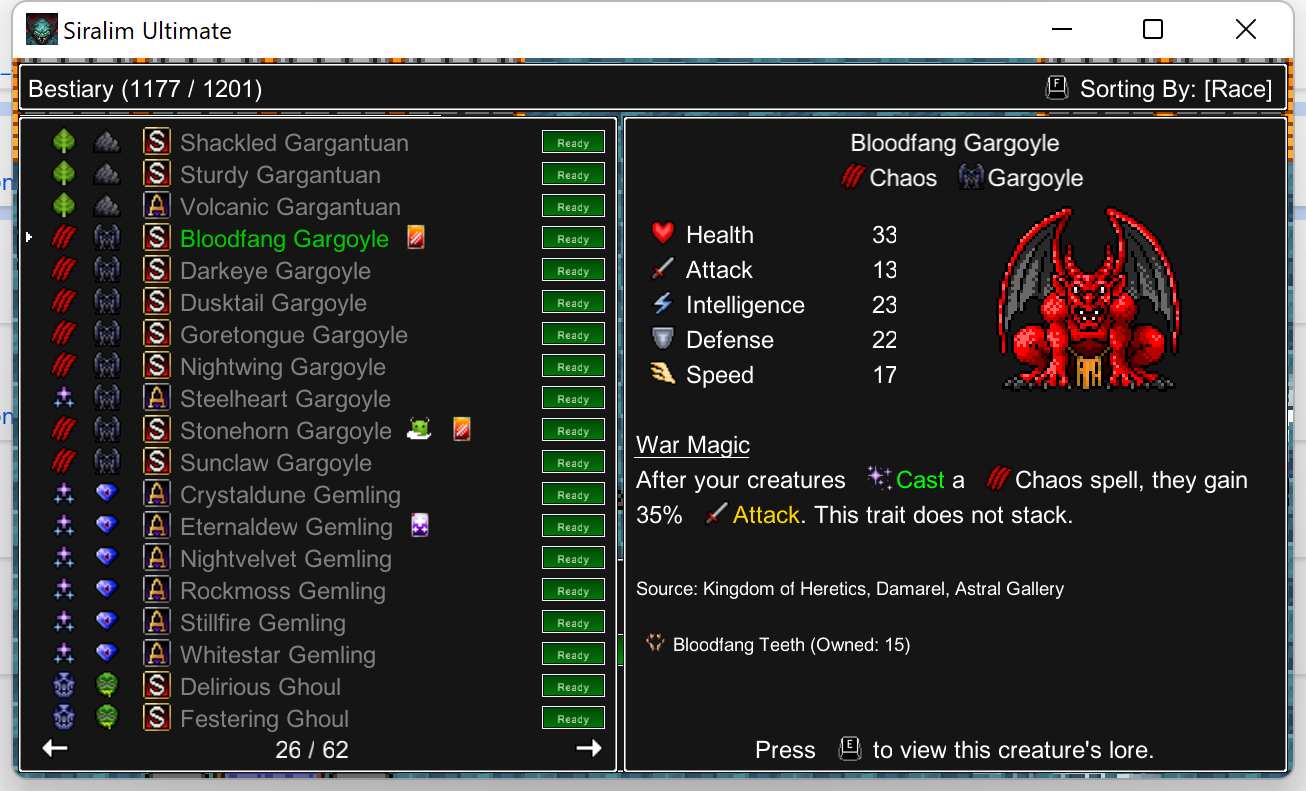 Siralim Ultimate
Bestiary (1177 / 1201)
F Sorting By: [Race]
S Shackled Gargantuan Ready
S Sturdy Gargantuan Ready
A Volcanic Gargantuan Ready
S Bloodfang Gargoyle Ready
S Darkeye Gargoyle Ready
S Dusktail Gargoyle Ready
S Goretongue Gargoyle Ready
S Nightwing Gargoyle Ready
A Steelheart Gargoyle Ready
S Stonehorn Gargoyle Ready
S Sunclaw Gargoyle Ready
A Crystaldune Gemling Ready
A Eternaldew Gemling Ready
A Nightvelvet Gemling Ready
A Rockmoss Gemling Ready
A Stillfire Gemling Ready
A Whitestar Gemling Ready
S Delirious Ghoul Ready
S Festering Ghoul Ready
26 / 62
Bloodfang Gargoyle
Chaos Gargoyle
Health 33
Attack 13
Intelligence 23
Defense 22
Speed 17
War Magic
After your creatures Cast a Chaos spell, they gain
35% Attack. This trait does not stack.
Source: Kingdom of Heretics, Damarel, Astral Gallery
Bloodfang Teeth (Owned: 15)
Press E to view this creature's lore.